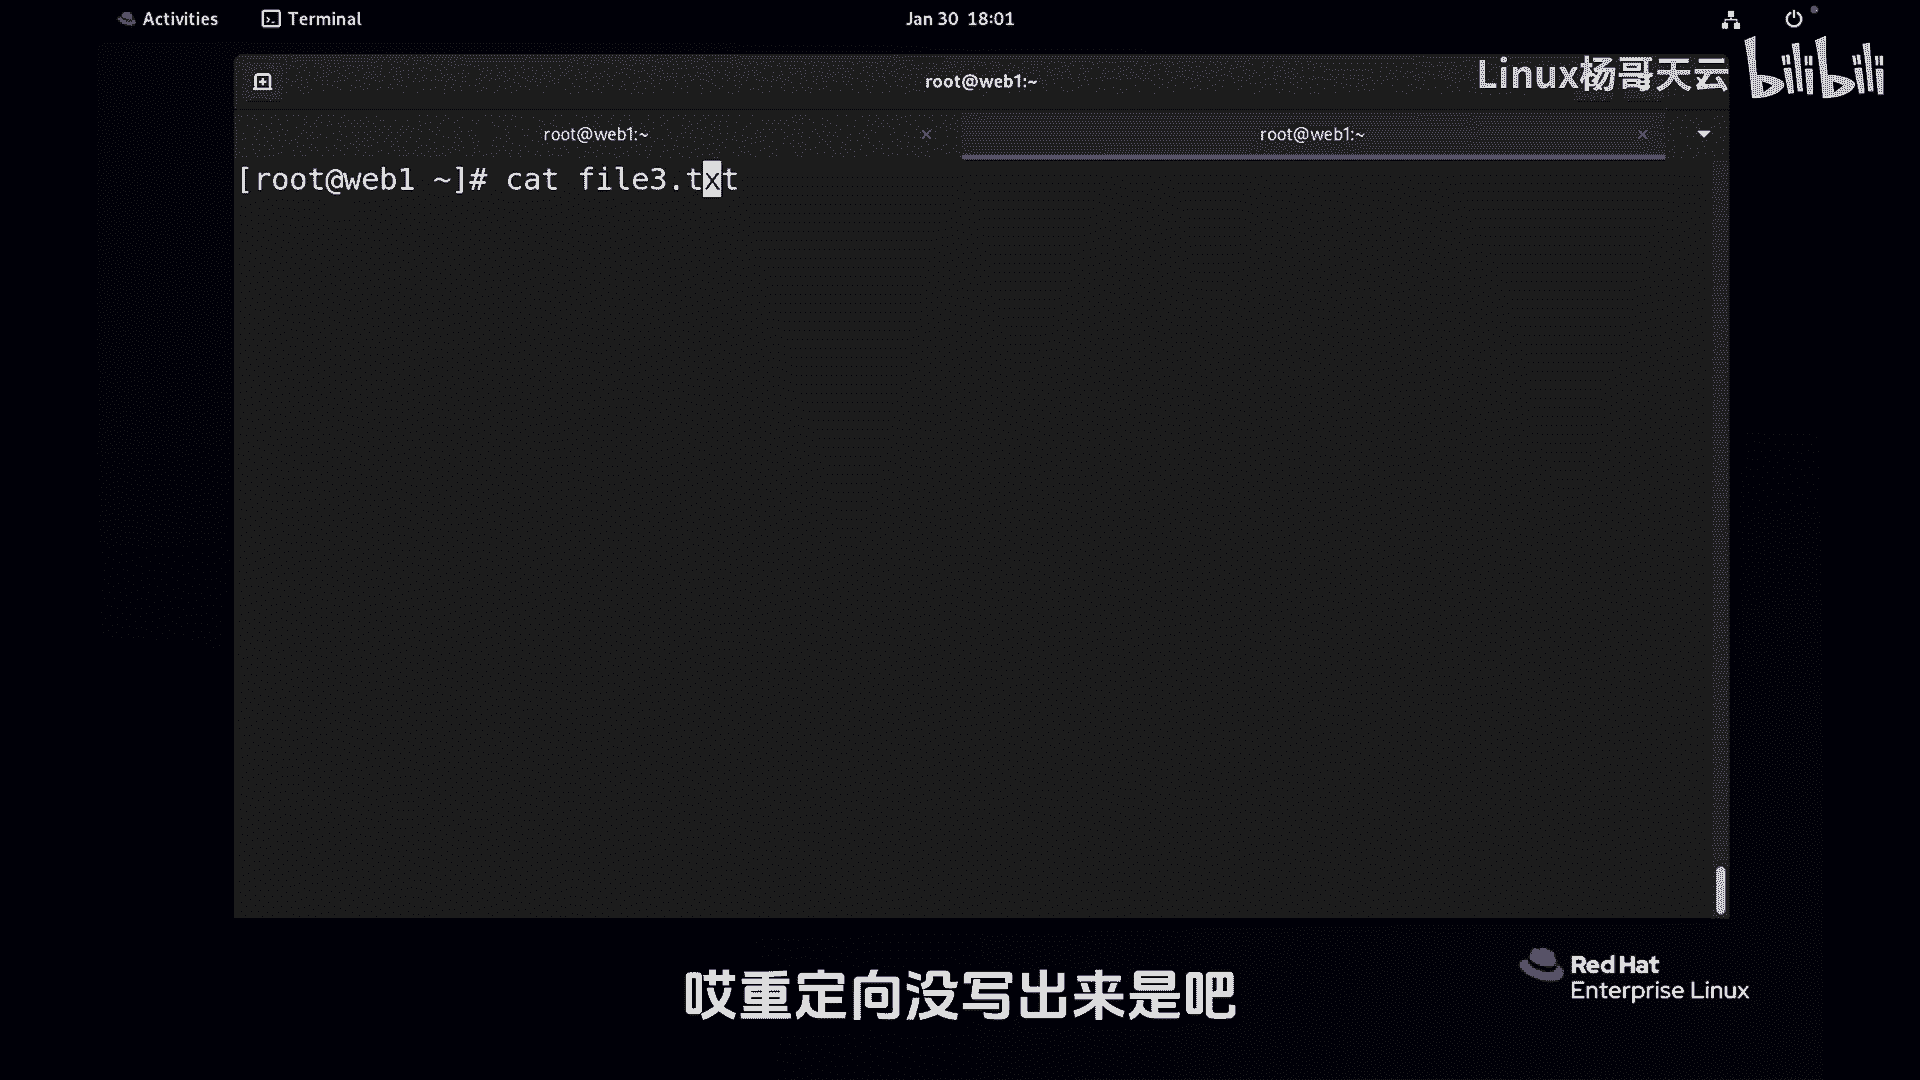 Activities
Terminal
Jan 30 18:01
root@web1:~
Linux杨哥天云
bilibili
root@web1:~
root@web1:~
[root@web1 ~]# cat file3.txt
哎重定向没写出来是吧
Red Hat
Enterprise Linux